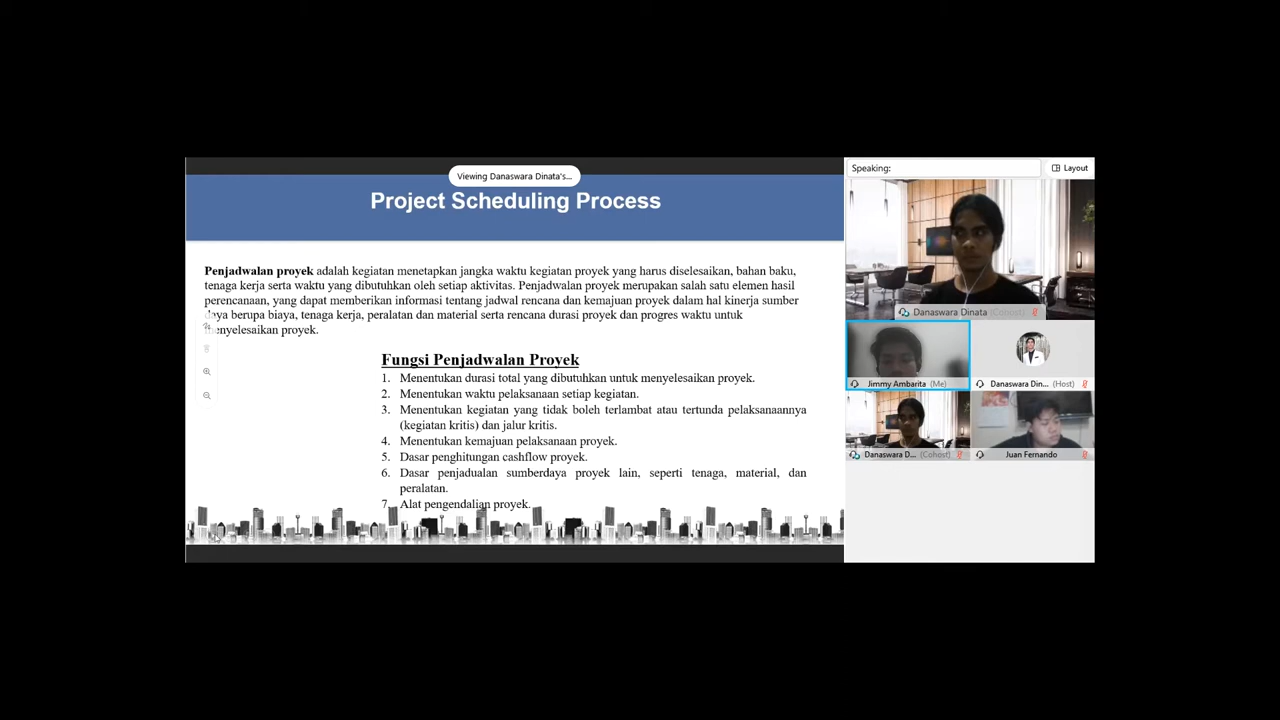 Viewing Danaswara Dinata's...
Project Scheduling Process
Penjadwalan proyek adalah kegiatan menetapkan jangka waktu kegiatan proyek yang harus diselesaikan, bahan baku,
tenaga kerja serta waktu yang dibutuhkan oleh setiap aktivitas. Penjadwalan proyek merupakan salah satu elemen hasil
perencanaan, yang dapat memberikan informasi tentang jadwal rencana dan kemajuan proyek dalam hal kinerja sumber
daya berupa biaya, tenaga kerja, peralatan dan material serta rencana durasi proyek dan progres waktu untuk
menyelesaikan proyek.
Fungsi Penjadwalan Proyek
1. Menentukan durasi total yang dibutuhkan untuk menyelesaikan proyek.
2. Menentukan waktu pelaksanaan setiap kegiatan.
3. Menentukan kegiatan yang tidak boleh terlambat atau tertunda pelaksanaannya
(kegiatan kritis) dan jalur kritis.
4. Menentukan kemajuan pelaksanaan proyek.
5. Dasar penghitungan cashflow proyek.
6. Dasar penjadualan sumberdaya proyek lain, seperti tenaga, material, dan
peralatan.
7. Alat pengendalian proyek.
Speaking:
Layout
Danaswara Dinata (Cohost)
Jimmy Ambarita (Me)
Danaswara Din... (Host)
Danaswara D... (Cohost)
Juan Fernando